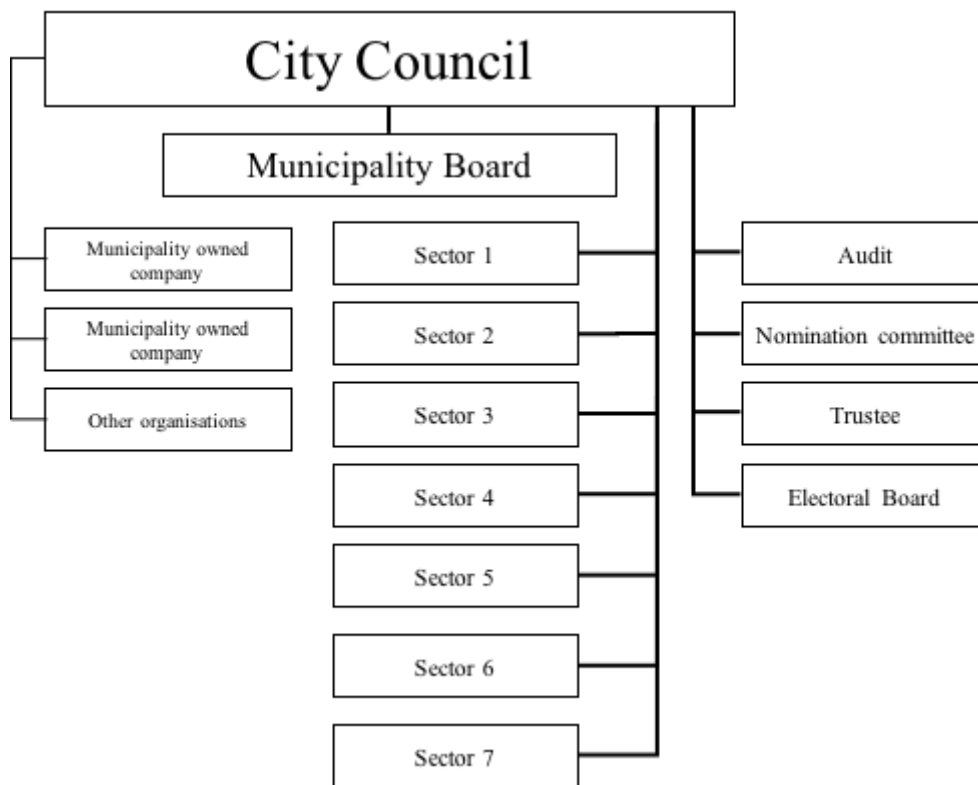 City Council
Municipality Board
Municipality owned
company
Municipality owned
company
Other organisations
Sector 1
Sector 2
Sector 3
Sector 4
Sector 5
Sector 6
Sector 7
Audit
Nomination committee
Trustee
Electoral Board